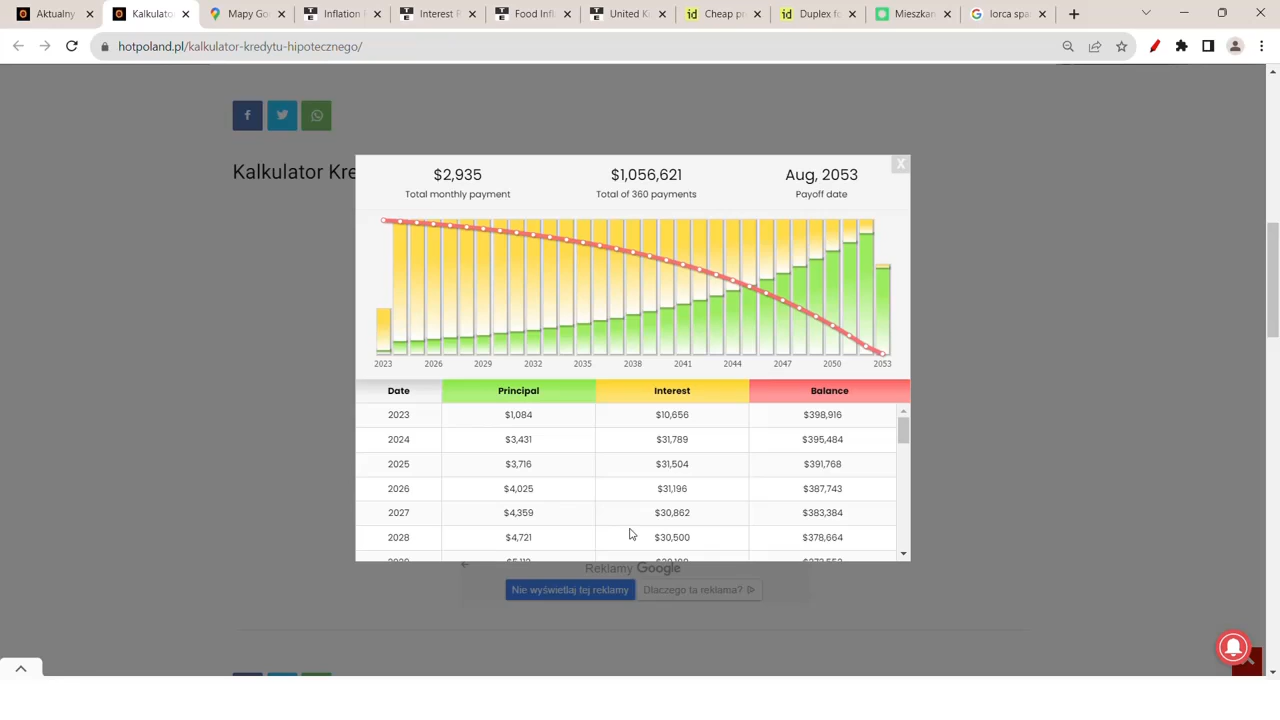 Aktualny
Kalkulator
Mapy Go
Inflation
Interest R
Food Infl
United K
Cheap pr
Duplex fo
Mieszkan
lorca spa
hotpoland.pl/kalkulator-kredytu-hipotecznego/
Kalkulator Kre
X
$2,935 $1,056,621 Aug, 2053
Total monthly payment Total of 360 payments Payoff date
2023 2026 2029 2032 2035 2038 2041 2044 2047 2050 2053
Date Principal Interest Balance
2023 $1,084 $10,656 $398,916
2024 $3,431 $31,789 $395,484
2025 $3,716 $31,504 $391,768
2026 $4,025 $31,196 $387,743
2027 $4,359 $30,862 $383,384
2028 $4,721 $30,500 $378,664
Reklamy Google
Nie wyświetlaj tej reklamy Dlaczego ta reklama?